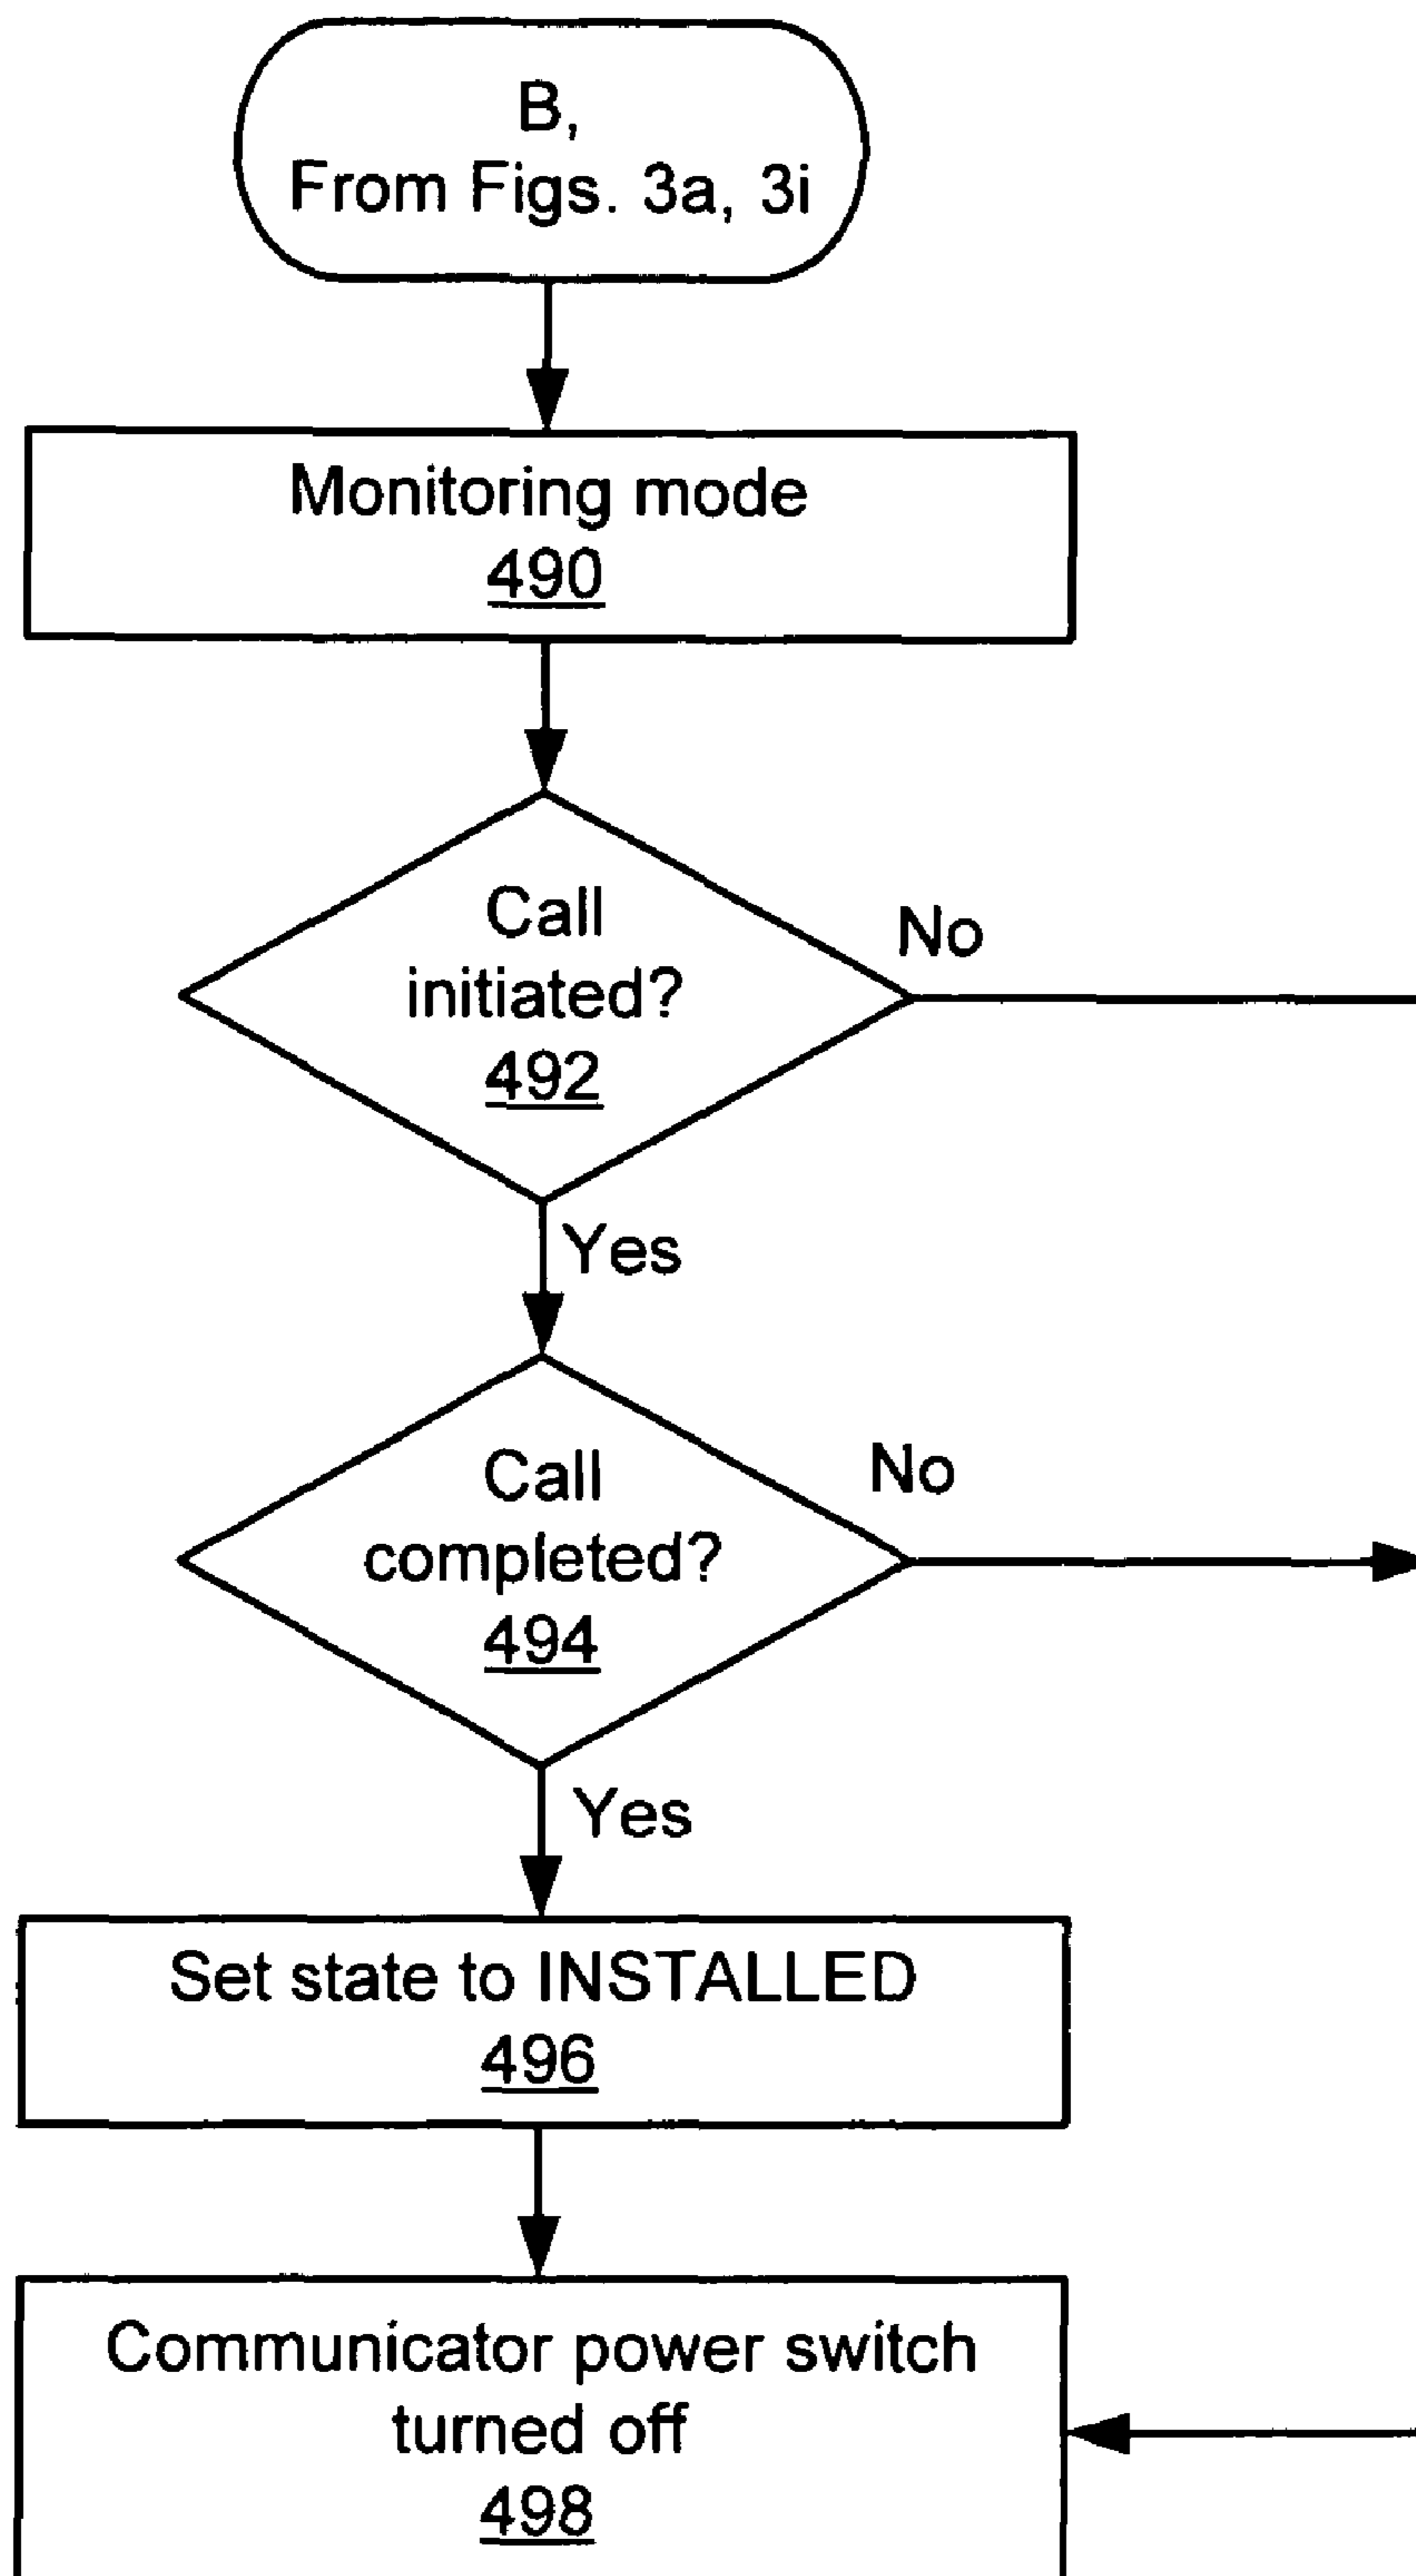 B,
From Figs. 3a, 3i
Monitoring mode
490
Call
initiated?
492
No
Yes
Call
completed?
494
No
Yes
Set state to INSTALLED
496
Communicator power switch
turned off
498